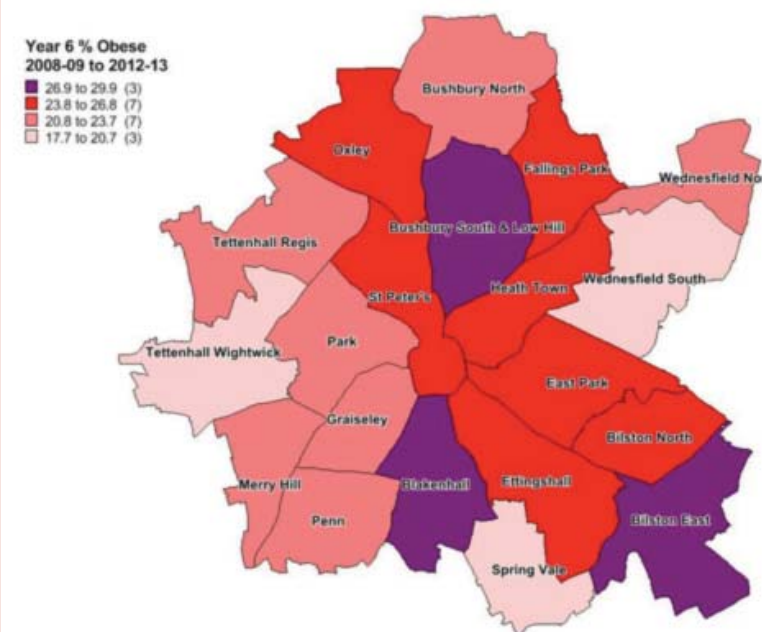 Year 6 % Obese
2008-09 to 2012-13
26.9 to 29.9 (3)
23.8 to 26.8 (7)
20.8 to 23.7 (7)
17.7 to 20.7 (3)
Bushbury North
Oxley
Fallings Park
Wednesfield No
Bushbury South & Low Hill
Tettenhall Regis
Wednesfield South
Heath Town
St Peter's
Park
Tettenhall Wightwick
East Park
Graiseley
Bilston North
Merry Hill
Blakenhall
Ettingshall
Penn
Bilston East
Spring Vale